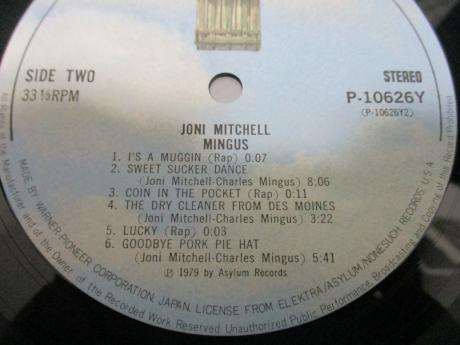 SIDE TWO
33⅓RPM
STEREO
P-10626Y
(P-10626Y2)
JONI MITCHELL
MINGUS
1. I'S A MUGGIN (Rap) 0:07
2. SWEET SUCKER DANCE
(Joni Mitchell-Charles Mingus) 8:06
3. COIN IN THE POCKET (Rap) 0:11
4. THE DRY CLEANER FROM DES MOINES
(Joni Mitchell-Charles Mingus) 3:22
5. LUCKY (Rap) 0:03
6. GOODBYE PORK PIE HAT
(Joni Mitchell-Charles Mingus) 5:41
℗ 1979 by Asylum Records
MADE BY WARNER-PIONEER CORPORATION, JAPAN, LICENSE FROM ELEKTRA/ASYLUM/NONESUCH RECORDS, U.S.A.
All Rights of the Manufacturer and of the Owner of the Recorded Work Reserved. Unauthorized Public Performance, Broadcasting and Copying of this Record Prohibited.